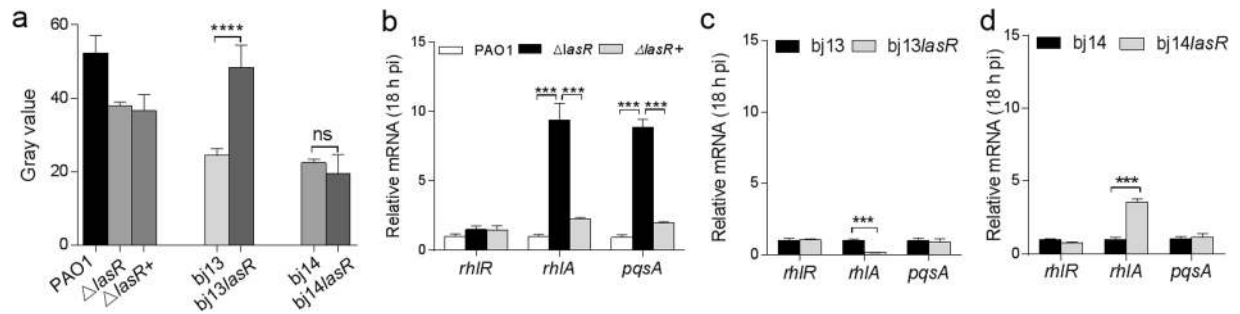 a
Gray value
60
40
20
0
****
ns
PAO1
△lasR
△lasR+
bj13
bj13lasR
bj14
bj14lasR
b
PAO1 ΔlasR ΔlasR+
Relative mRNA (18 h pi)
15
10
5
0
*** *** *** ***
rhlR rhlA pqsA
c
bj13 bj13lasR
Relative mRNA (18 h pi)
15
10
5
0
***
rhlR rhlA pqsA
d
bj14 bj14lasR
Relative mRNA (18 h pi)
15
10
5
0
***
rhlR rhlA pqsA